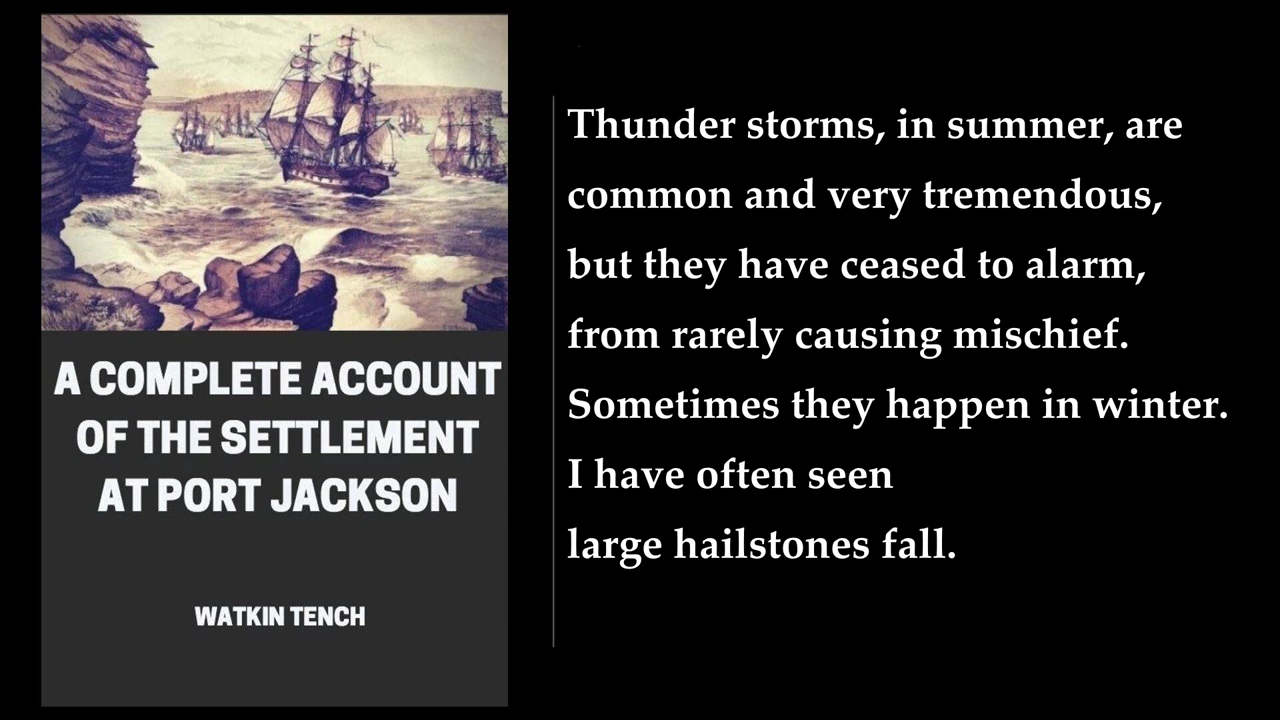 A COMPLETE ACCOUNT
OF THE SETTLEMENT
AT PORT JACKSON
WATKIN TENCH
Thunder storms, in summer, are
common and very tremendous,
but they have ceased to alarm,
from rarely causing mischief.
Sometimes they happen in winter.
I have often seen
large hailstones fall.